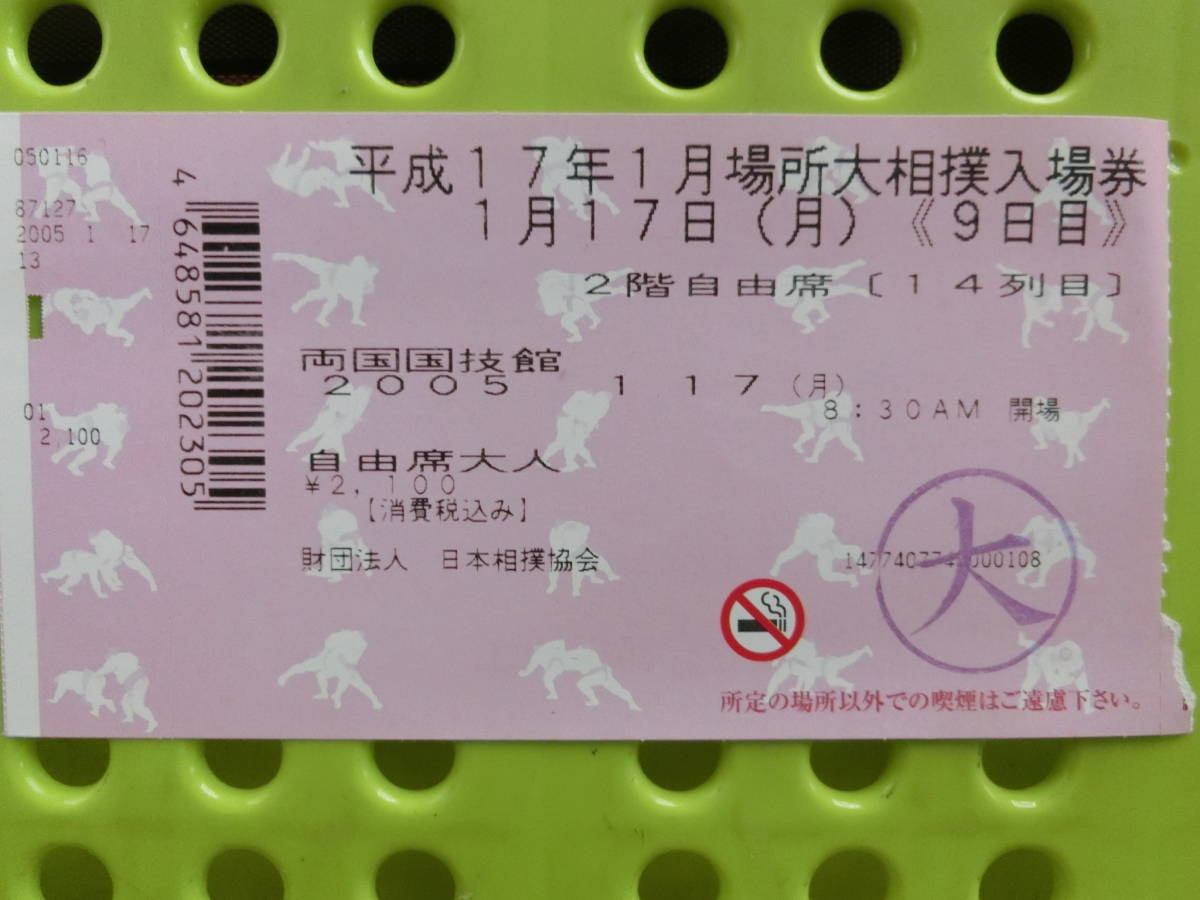 050116
87127
2005 1 17
13
01
2,100
4 648581 202305
平成17年1月場所大相撲入場券
1月17日(月)《9日目》
2階自由席〔14列目〕
両国国技館
2005 1 17(月)
8:30AM 開場
自由席大人
¥2,100
【消費税込み】
財団法人 日本相撲協会
大
所定の場所以外での喫煙はご遠慮下さい。